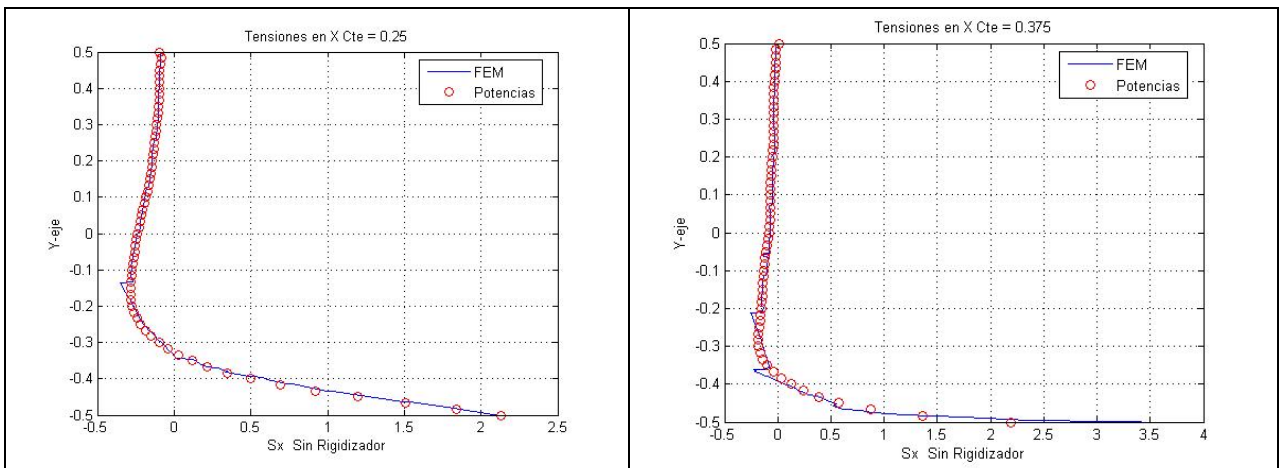 Tensiones en X Cte = 0.25
0.5
0.4
0.3
0.2
0.1
0
-0.1
-0.2
-0.3
-0.4
-0.5
Y-eje
FEM
Potencias
-0.5 0 0.5 1 1.5 2 2.5
Sx Sin Rigidizador
Tensiones en X Cte = 0.375
0.5
0.4
0.3
0.2
0.1
0
-0.1
-0.2
-0.3
-0.4
-0.5
Y-eje
FEM
Potencias
-0.5 0 0.5 1 1.5 2 2.5 3 3.5 4
Sx Sin Rigidizador